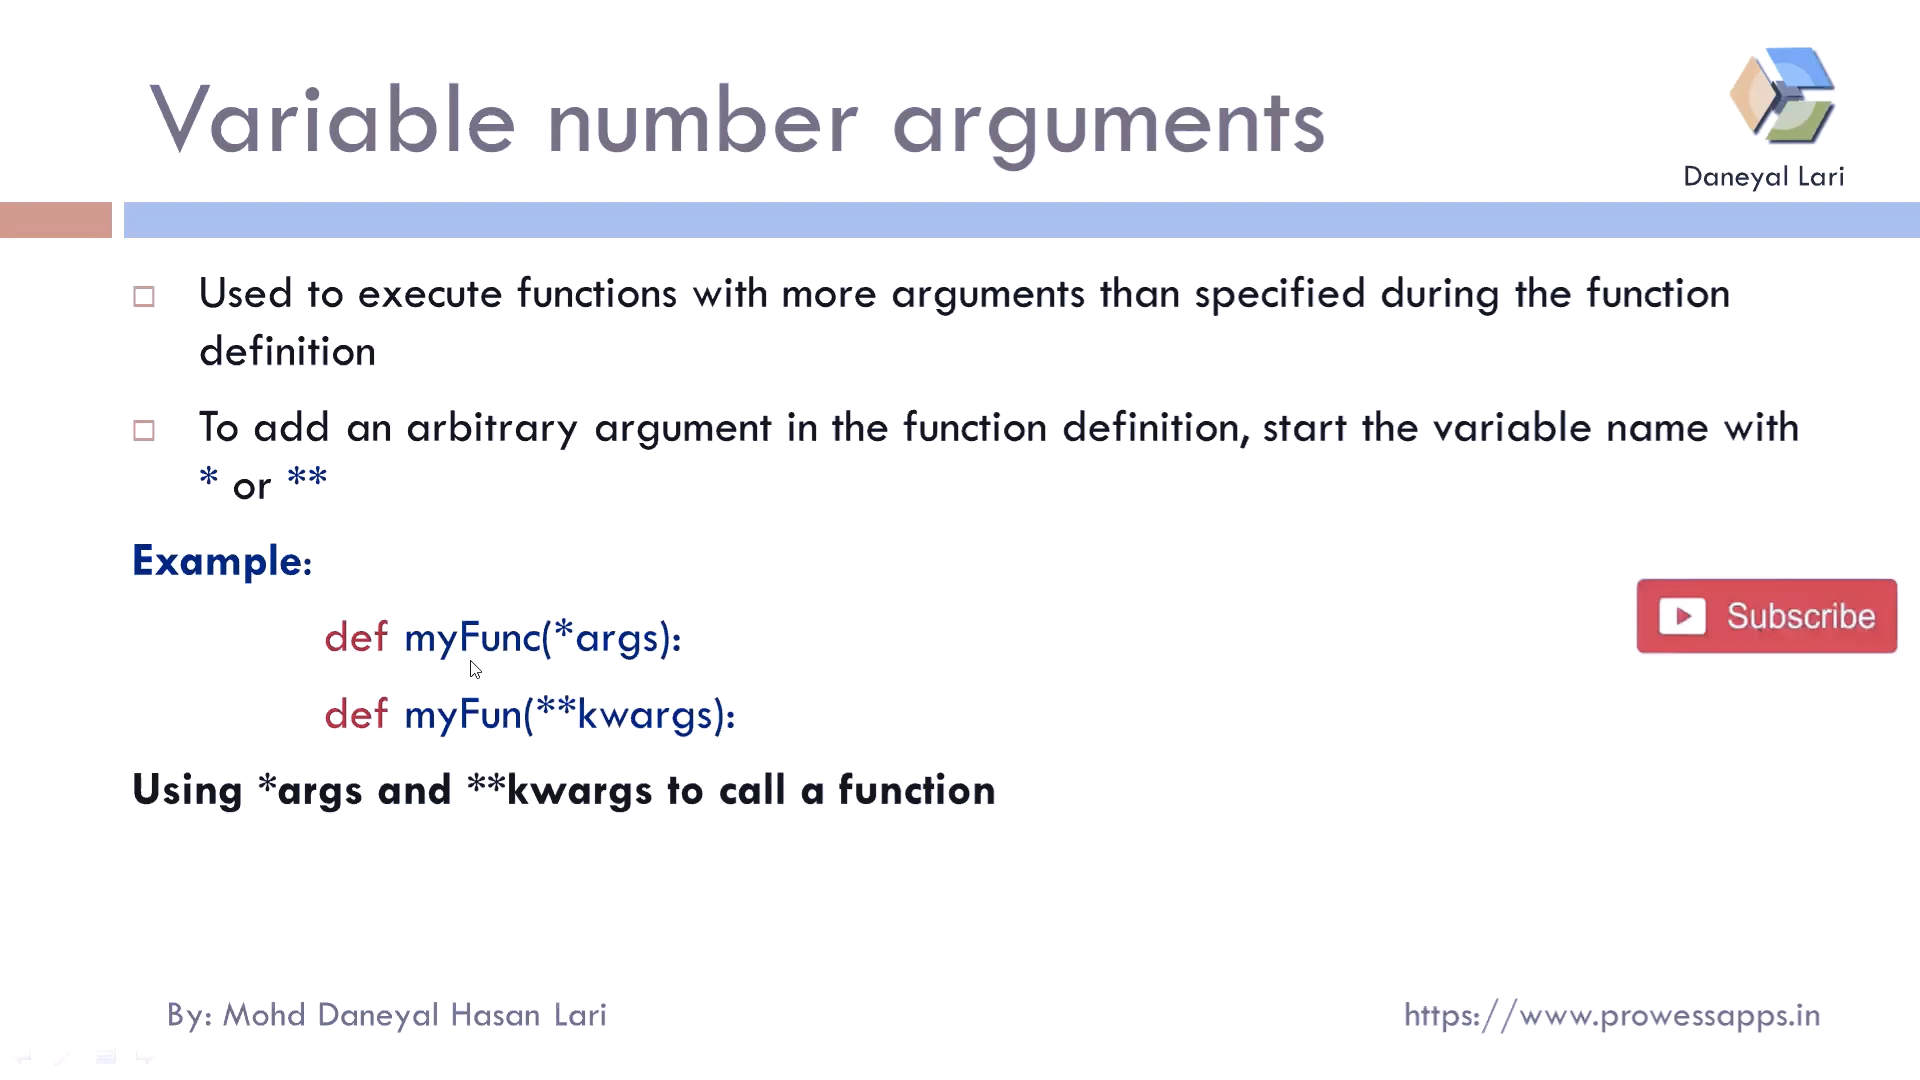 Variable number arguments
Daneyal Lari
Used to execute functions with more arguments than specified during the function
definition
To add an arbitrary argument in the function definition, start the variable name with
* or **
Example:
def myFunc(*args):
Subscribe
def myFun(**kwargs):
Using *args and **kwargs to call a function
By: Mohd Daneyal Hasan Lari
https://www.prowessapps.in